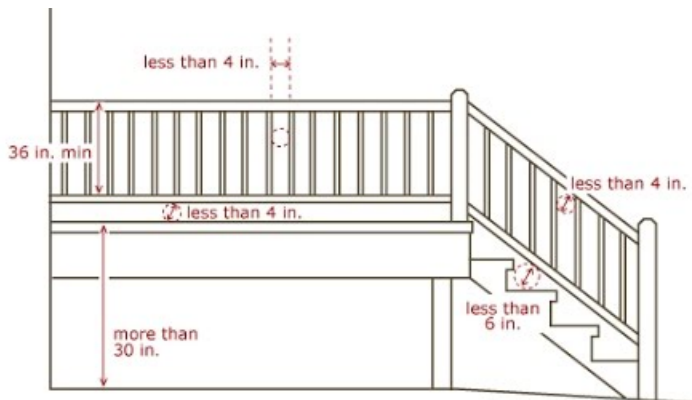 less than 4 in.
36 in. min
less than 4 in.
less than 4 in.
less than
6 in.
more than
30 in.